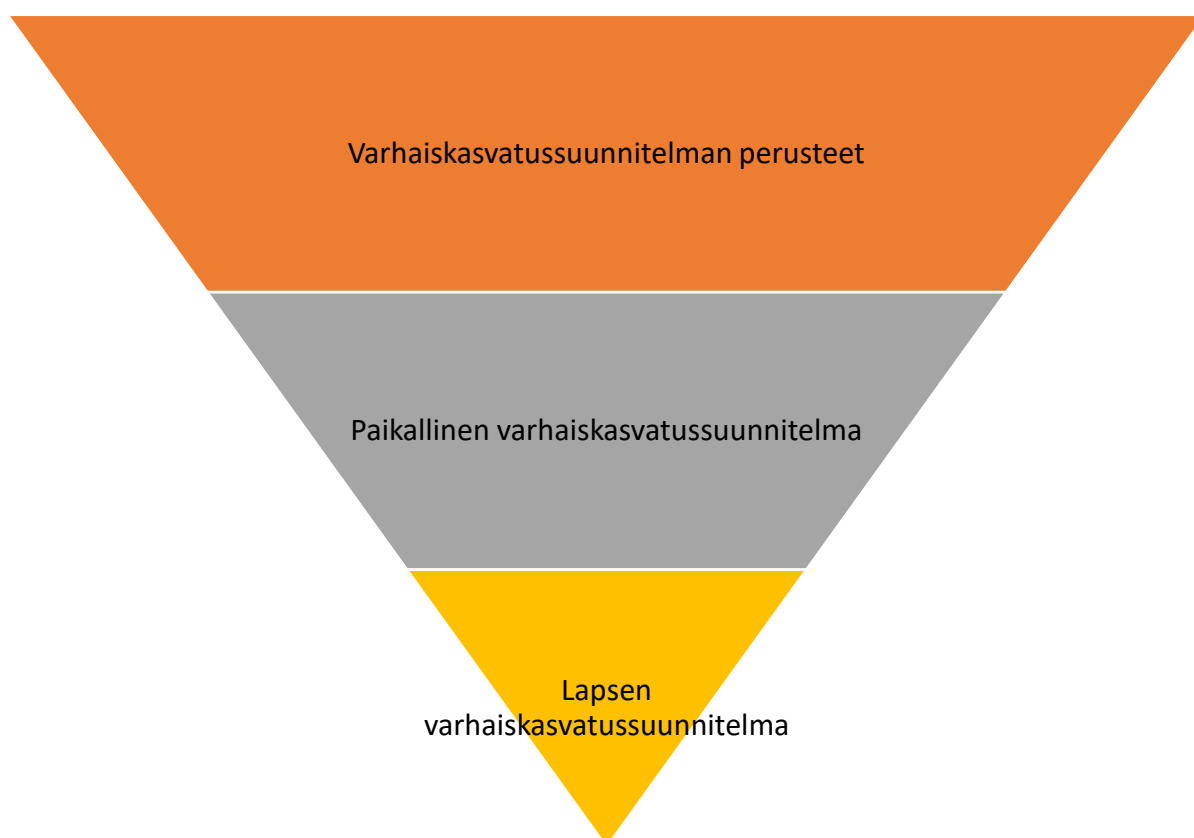 Varhaiskasvatussuunnitelman perusteet
Paikallinen varhaiskasvatussuunnitelma
Lapsen
varhaiskasvatussuunnitelma